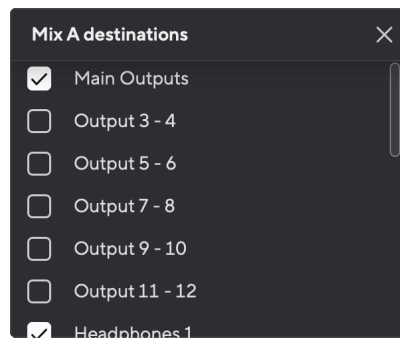 Mix A destinations
Main Outputs
Output 3 - 4
Output 5 - 6
Output 7 - 8
Output 9 - 10
Output 11 - 12
Headphones 1